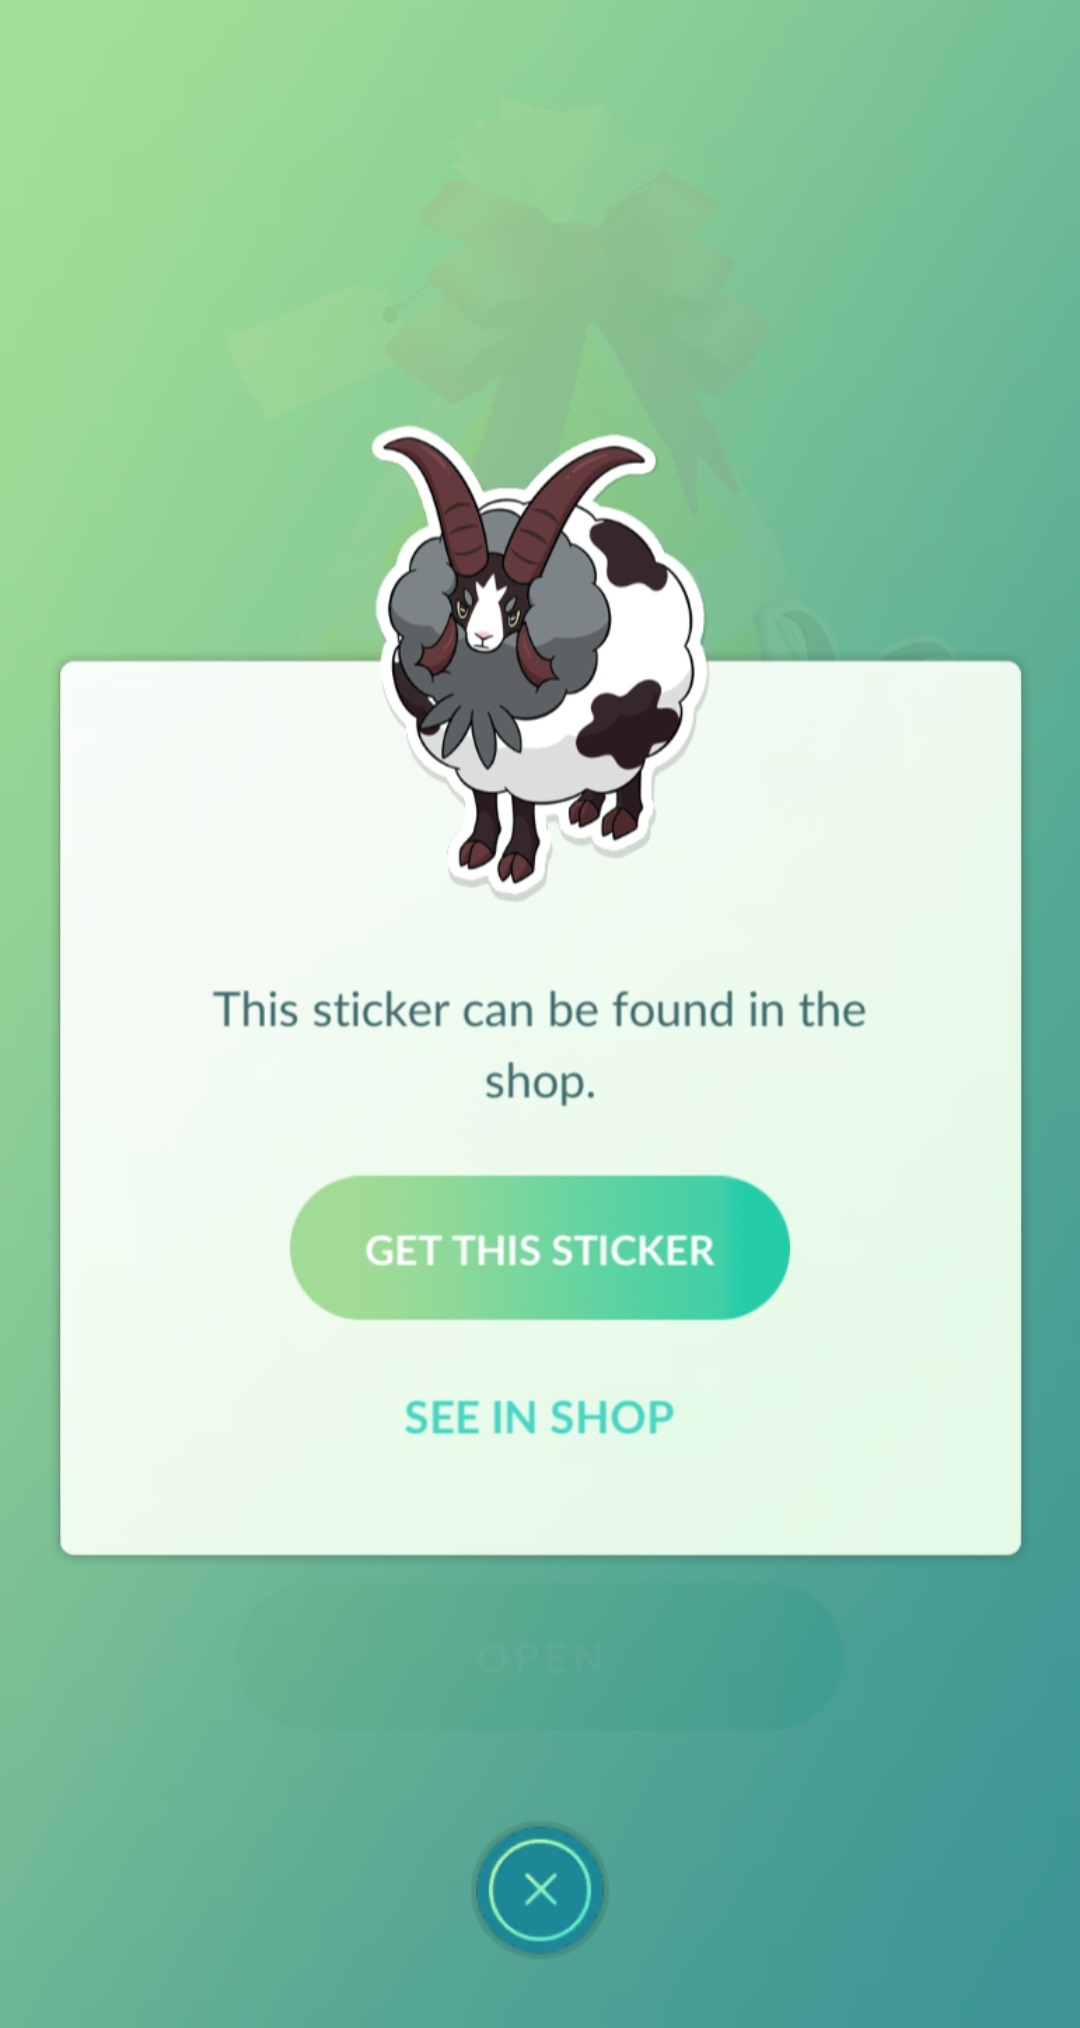 This sticker can be found in the
shop.
GET THIS STICKER
SEE IN SHOP
OPEN